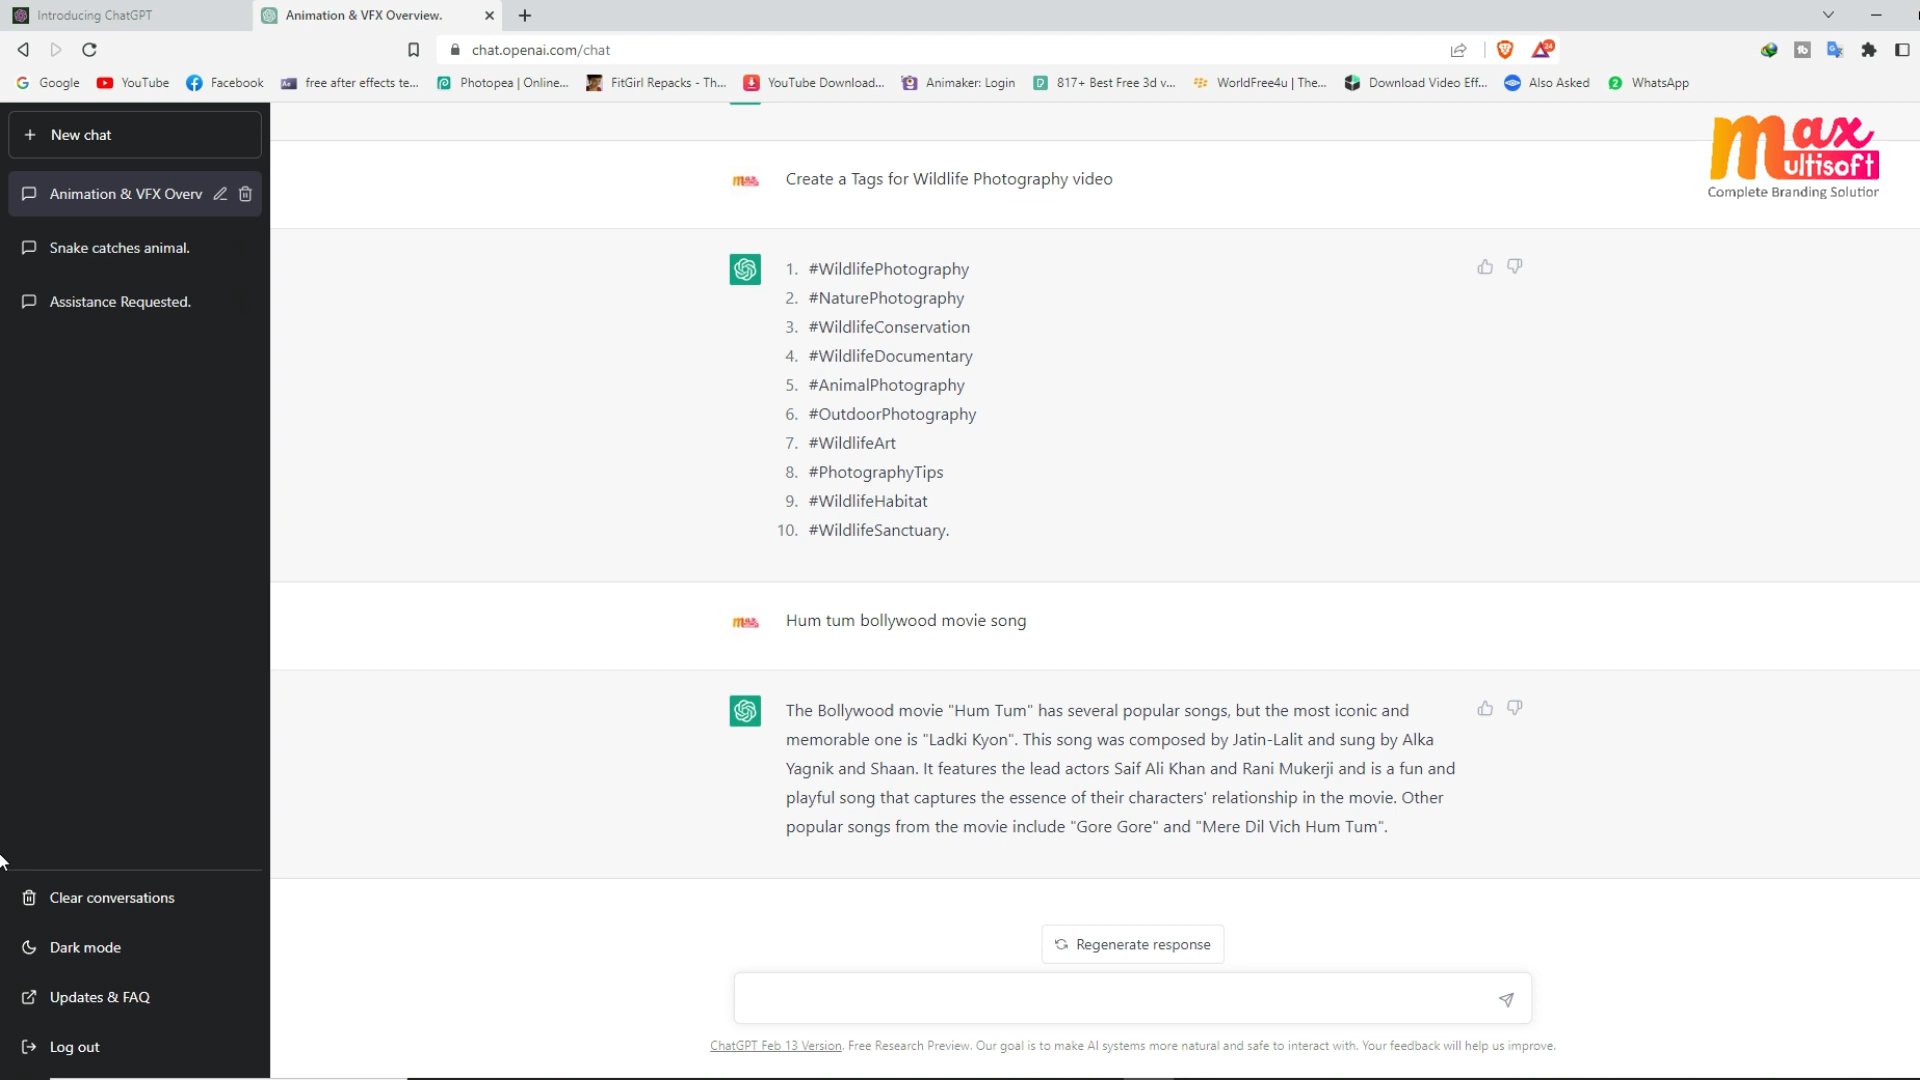 Introducing ChatGPT
Animation & VFX Overview.
chat.openai.com/chat
24
Google
YouTube
Facebook
Ae
free after effects te...
Photopea | Online...
FitGirl Repacks - Th...
YouTube Download...
Animaker: Login
817+ Best Free 3d v...
WorldFree4u | The...
Download Video Eff...
Also Asked
2
WhatsApp
New chat
Animation & VFX Overv
Snake catches animal.
Assistance Requested.
Clear conversations
Dark mode
Updates & FAQ
Log out
max
ultisoft
Complete Branding Solution
max
Create a Tags for Wildlife Photography video
1. #WildlifePhotography
2. #NaturePhotography
3. #WildlifeConservation
4. #WildlifeDocumentary
5. #AnimalPhotography
6. #OutdoorPhotography
7. #WildlifeArt
8. #PhotographyTips
9. #WildlifeHabitat
10. #WildlifeSanctuary.
max
Hum tum bollywood movie song
The Bollywood movie "Hum Tum" has several popular songs, but the most iconic and
memorable one is "Ladki Kyon". This song was composed by Jatin-Lalit and sung by Alka
Yagnik and Shaan. It features the lead actors Saif Ali Khan and Rani Mukerji and is a fun and
playful song that captures the essence of their characters' relationship in the movie. Other
popular songs from the movie include "Gore Gore" and "Mere Dil Vich Hum Tum".
Regenerate response
ChatGPT Feb 13 Version. Free Research Preview. Our goal is to make AI systems more natural and safe to interact with. Your feedback will help us improve.